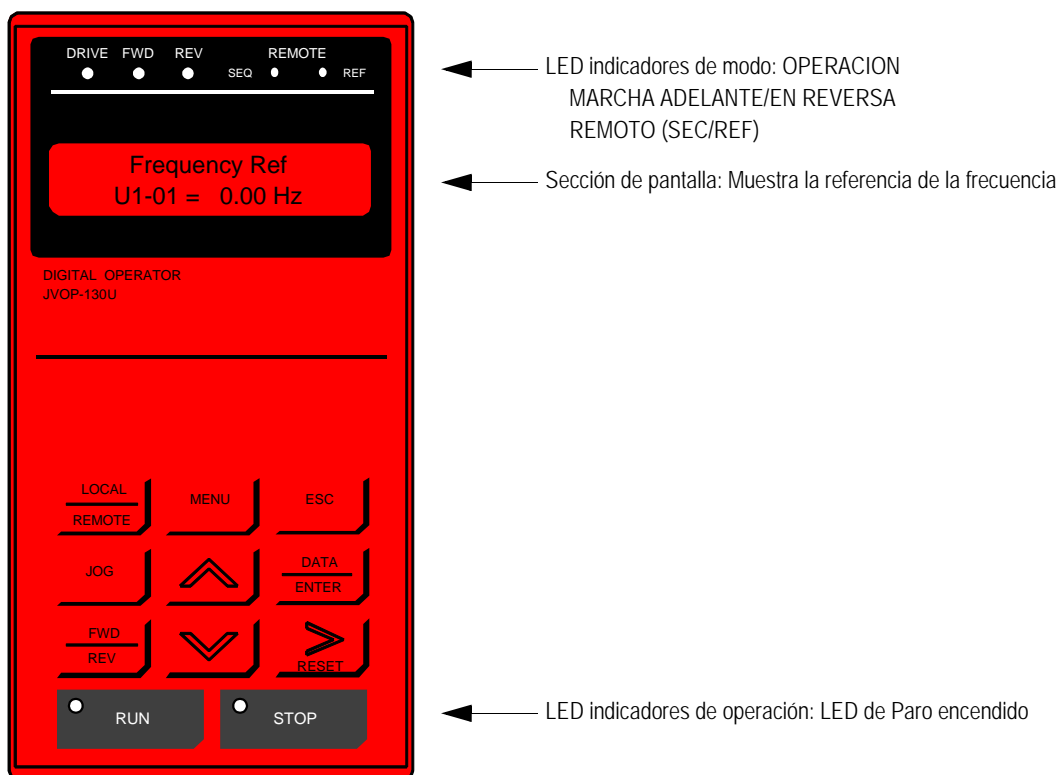 DRIVE FWD REV REMOTE
SEQ REF
LED indicadores de modo: OPERACION
MARCHA ADELANTE/EN REVERSA
REMOTO (SEC/REF)
Frequency Ref
U1-01 = 0.00 Hz
Sección de pantalla: Muestra la referencia de la frecuencia
DIGITAL OPERATOR
JVOP-130U
LOCAL
REMOTE
MENU
ESC
JOG
DATA
ENTER
FWD
REV
RESET
RUN
STOP
LED indicadores de operación: LED de Paro encendido